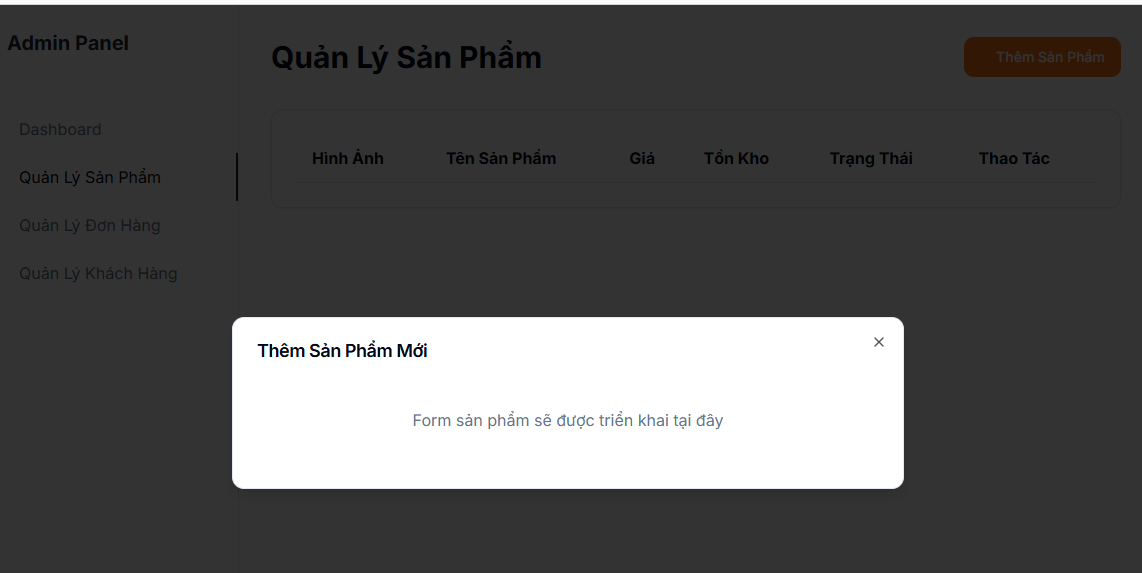 Admin Panel
Quản Lý Sản Phẩm
Thêm Sản Phẩm
Dashboard
Quản Lý Sản Phẩm
Quản Lý Đơn Hàng
Quản Lý Khách Hàng
Hình Ảnh Tên Sản Phẩm Giá Tồn Kho Trạng Thái Thao Tác
Thêm Sản Phẩm Mới
Form sản phẩm sẽ được triển khai tại đây